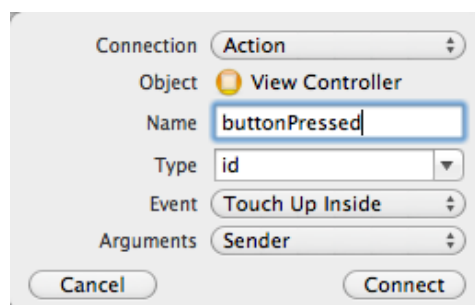 Connection Action
Object View Controller
Name buttonPressed
Type id
Event Touch Up Inside
Arguments Sender
Cancel Connect